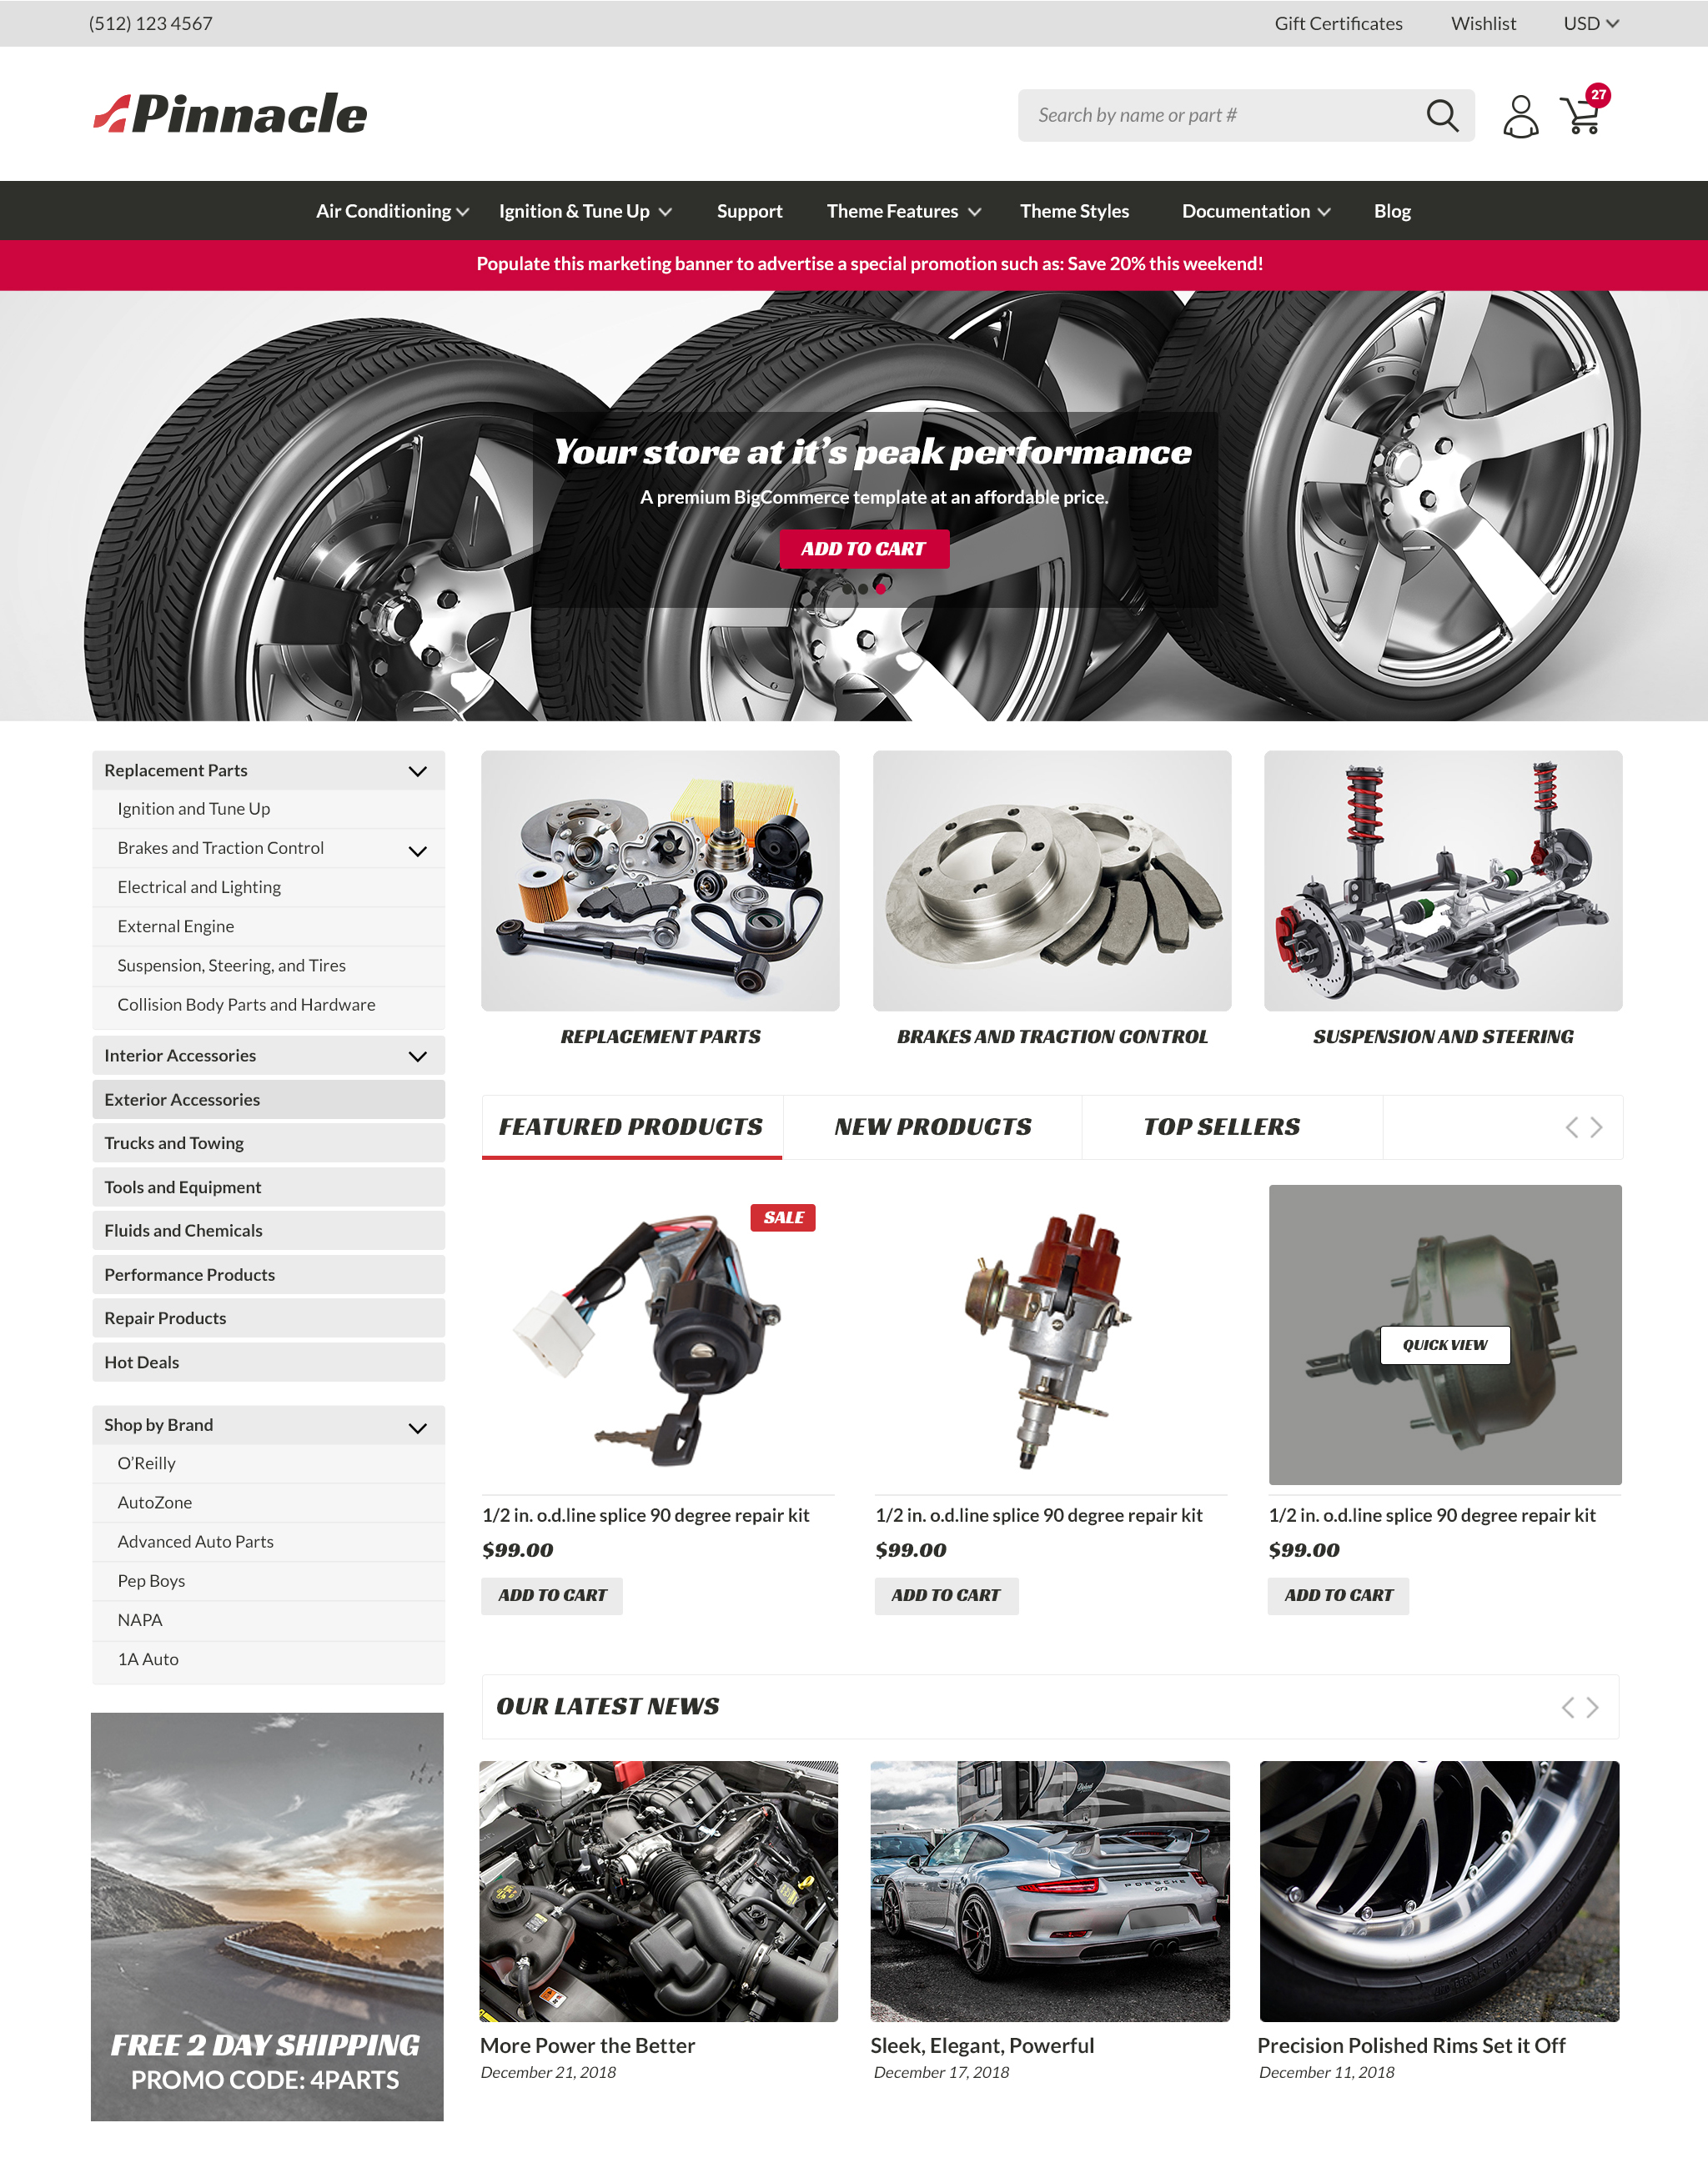 (512) 123 4567
Gift Certificates
Wishlist
USD
Pinnacle
Search by name or part #
27
Air Conditioning
Ignition & Tune Up
Support
Theme Features
Theme Styles
Documentation
Blog
Populate this marketing banner to advertise a special promotion such as: Save 20% this weekend!
Your store at it’s peak performance
A premium BigCommerce template at an affordable price.
ADD TO CART
Replacement Parts
Ignition and Tune Up
Brakes and Traction Control
Electrical and Lighting
External Engine
Suspension, Steering, and Tires
Collision Body Parts and Hardware
Interior Accessories
Exterior Accessories
Trucks and Towing
Tools and Equipment
Fluids and Chemicals
Performance Products
Repair Products
Hot Deals
Shop by Brand
O’Reilly
AutoZone
Advanced Auto Parts
Pep Boys
NAPA
1A Auto
FREE 2 DAY SHIPPING
PROMO CODE: 4PARTS
REPLACEMENT PARTS
BRAKES AND TRACTION CONTROL
SUSPENSION AND STEERING
FEATURED PRODUCTS
NEW PRODUCTS
TOP SELLERS
SALE
QUICK VIEW
1/2 in. o.d.line splice 90 degree repair kit
$99.00
ADD TO CART
1/2 in. o.d.line splice 90 degree repair kit
$99.00
ADD TO CART
1/2 in. o.d.line splice 90 degree repair kit
$99.00
ADD TO CART
OUR LATEST NEWS
PORSCHE
GT3
More Power the Better
December 21, 2018
Sleek, Elegant, Powerful
December 17, 2018
Precision Polished Rims Set it Off
December 11, 2018